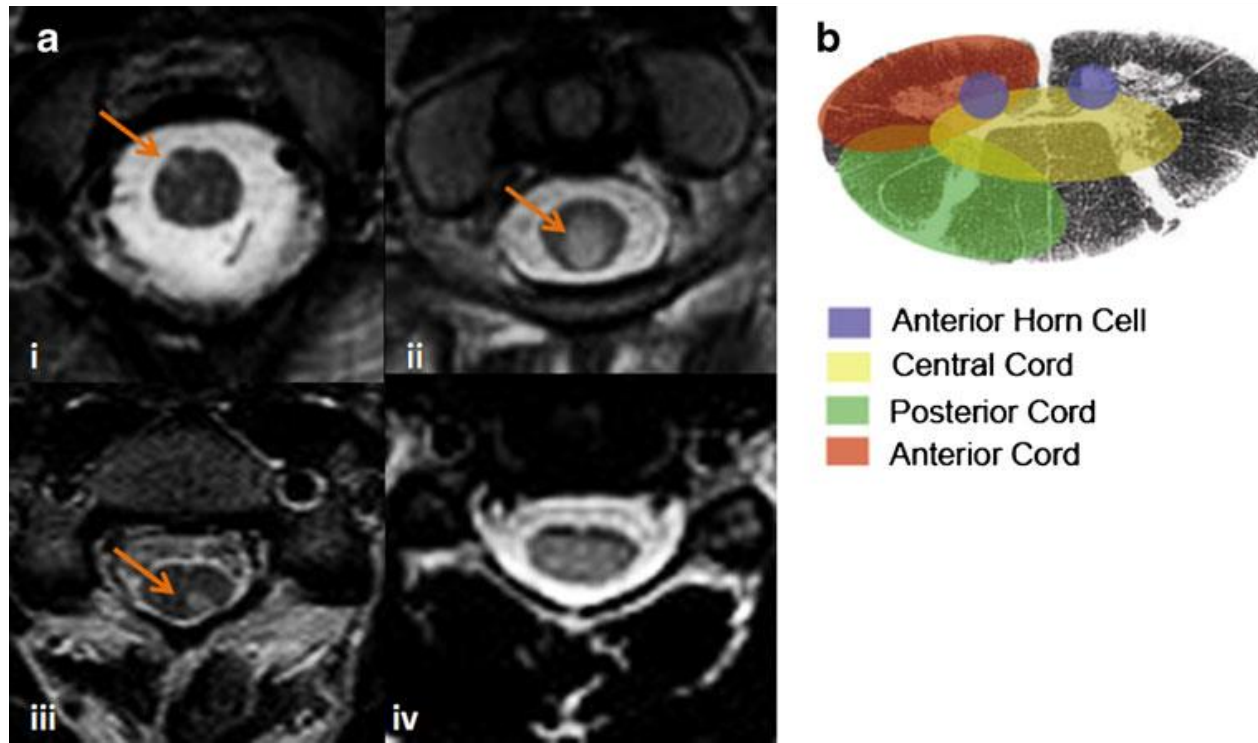 a
i
ii
iii
iv
b
Anterior Horn Cell
Central Cord
Posterior Cord
Anterior Cord